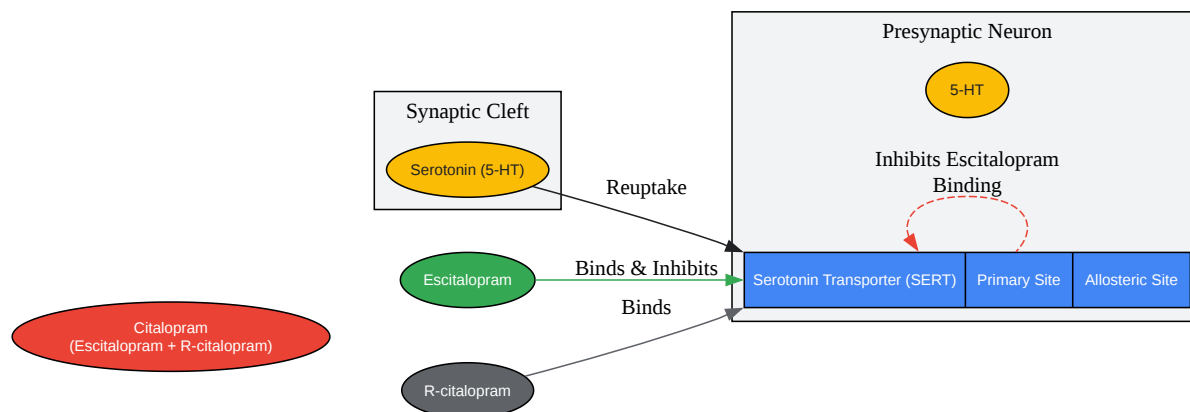 Presynaptic Neuron
5-HT
Synaptic Cleft
Serotonin (5-HT)
Inhibits Escitalopram
Binding
Reuptake
Escitalopram
Binds & Inhibits
Serotonin Transporter (SERT)
Primary Site
Allosteric Site
Binds
Citalopram
(Escitalopram + R-citalopram)
R-citalopram